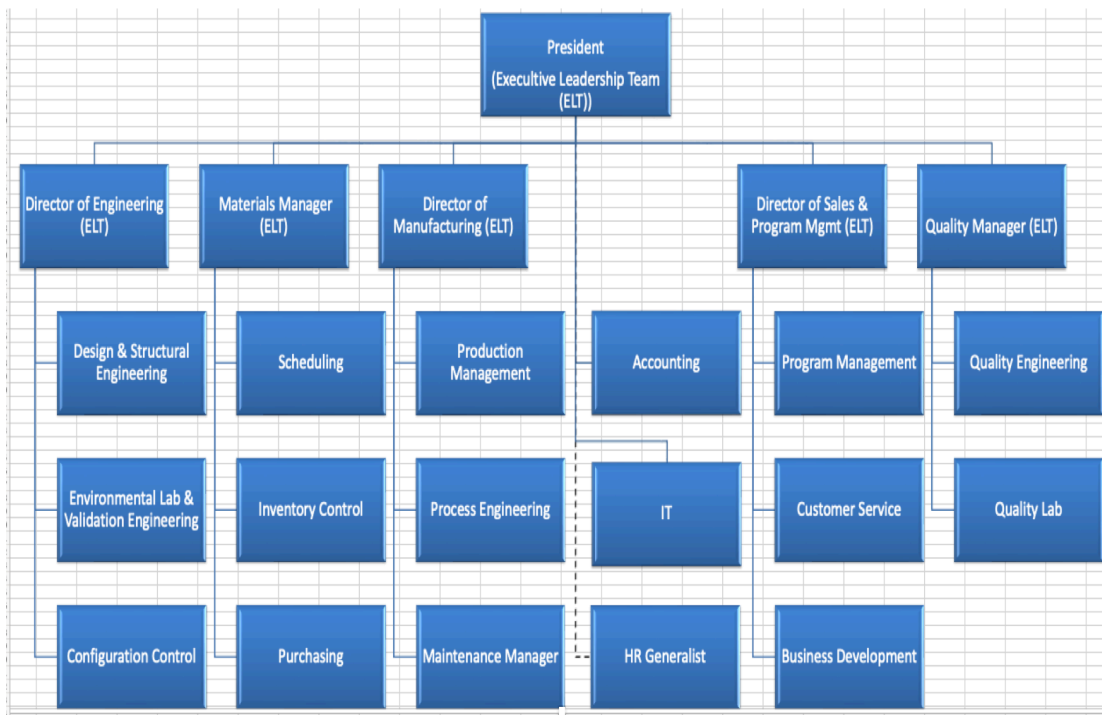 President
(Execultive Leadership Team
(ELT))
Director of Engineering
(ELT)
Materials Manager
(ELT)
Director of
Manufacturing (ELT)
Director of Sales &
Program Mgmt (ELT)
Quality Manager (ELT)
Design & Structural
Engineering
Scheduling
Production
Management
Accounting
Program Management
Quality Engineering
Environmental Lab &
Validation Engineering
Inventory Control
Process Engineering
IT
Customer Service
Quality Lab
Configuration Control
Purchasing
Maintenance Manager
HR Generalist
Business Development